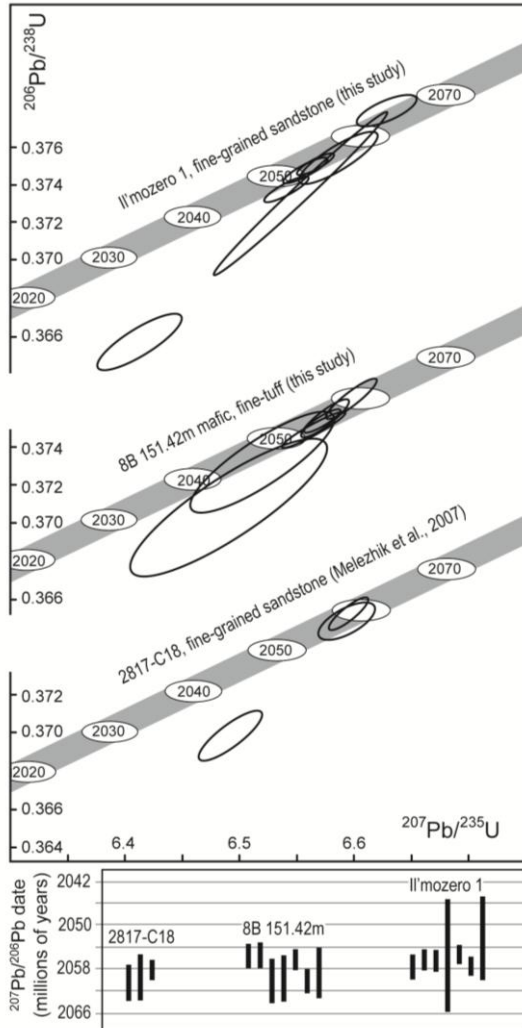 ²⁰⁶Pb/²³⁸U
0.376
0.374
0.372
0.370
0.366
2020
2030
2040
2050
2070
Il'mozero 1, fine-grained sandstone (this study)
0.374
0.372
0.370
0.366
2020
2030
2040
2050
2070
8B 151.42m mafic, fine-tuff (this study)
0.372
0.370
0.366
0.364
2020
2030
2040
2050
2070
2817-C18, fine-grained sandstone (Melezhik et al., 2007)
6.4 6.5 6.6
²⁰⁷Pb/²³⁵U
²⁰⁷Pb/²⁰⁶Pb date
(millions of years)
2042
2050
2058
2066
2817-C18
8B 151.42m
Il'mozero 1